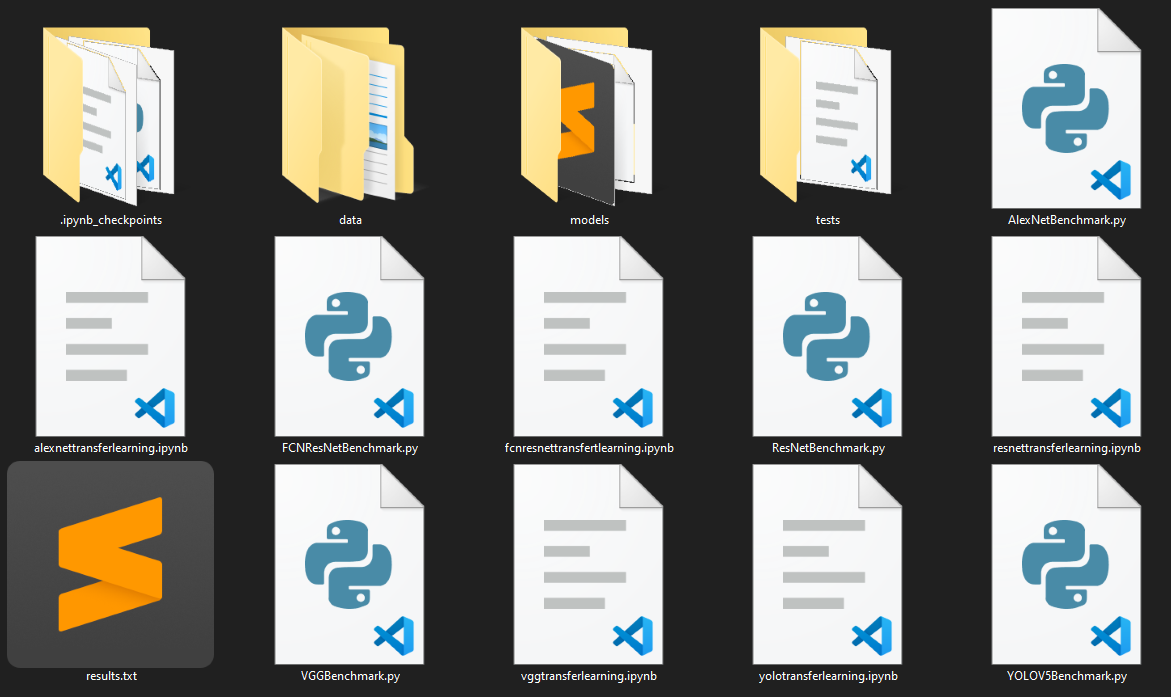 .ipynb_checkpoints
data
models
tests
AlexNetBenchmark.py
alexnettransferlearning.ipynb
FCNResNetBenchmark.py
fcnresnettransfertlearning.ipynb
ResNetBenchmark.py
resnettransferlearning.ipynb
results.txt
VGGBenchmark.py
vggtransferlearning.ipynb
yolotransferlearning.ipynb
YOLOV5Benchmark.py